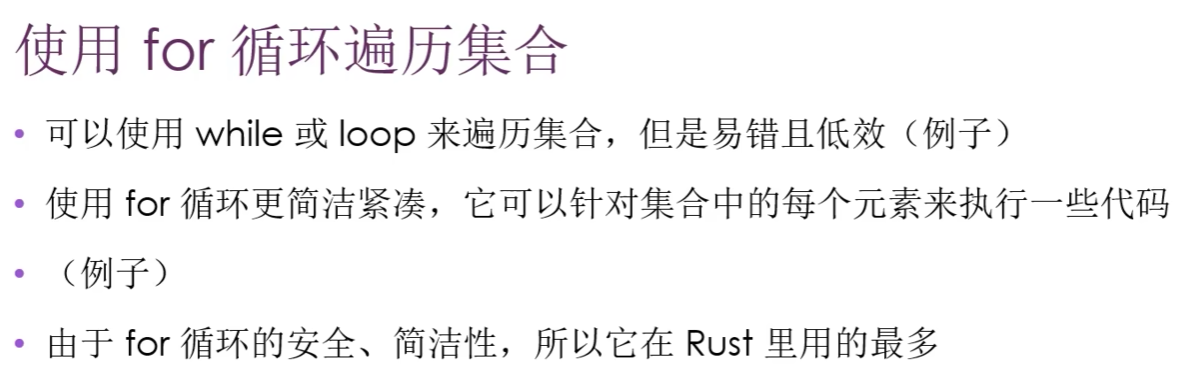 使用 for 循环遍历集合
• 可以使用 while 或 loop 来遍历集合，但是易错且低效（例子）
• 使用 for 循环更简洁紧凑，它可以针对集合中的每个元素来执行一些代码
• （例子）
• 由于 for 循环的安全、简洁性，所以它在 Rust 里用的最多